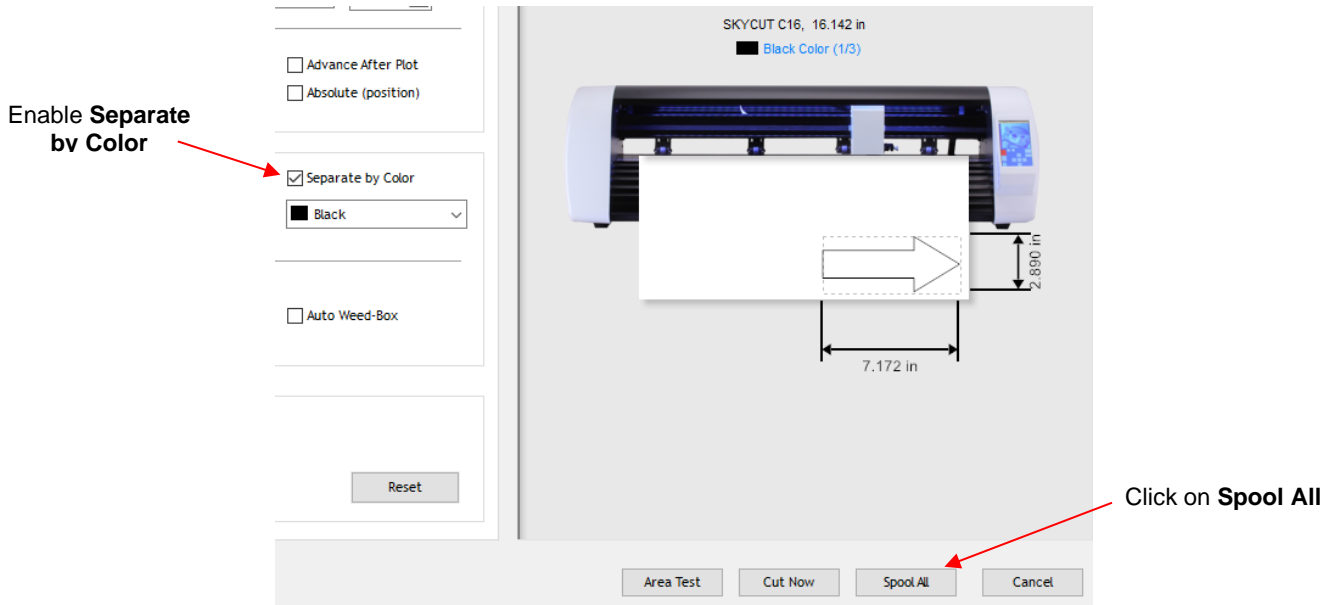 SKYCUT C16, 16.142 in
Black Color (1/3)
Advance After Plot
Absolute (position)
Enable Separate
by Color
Separate by Color
Black
2.890 in
Auto Weed-Box
7.172 in
Reset
Click on Spool All
Area Test
Cut Now
Spool All
Cancel